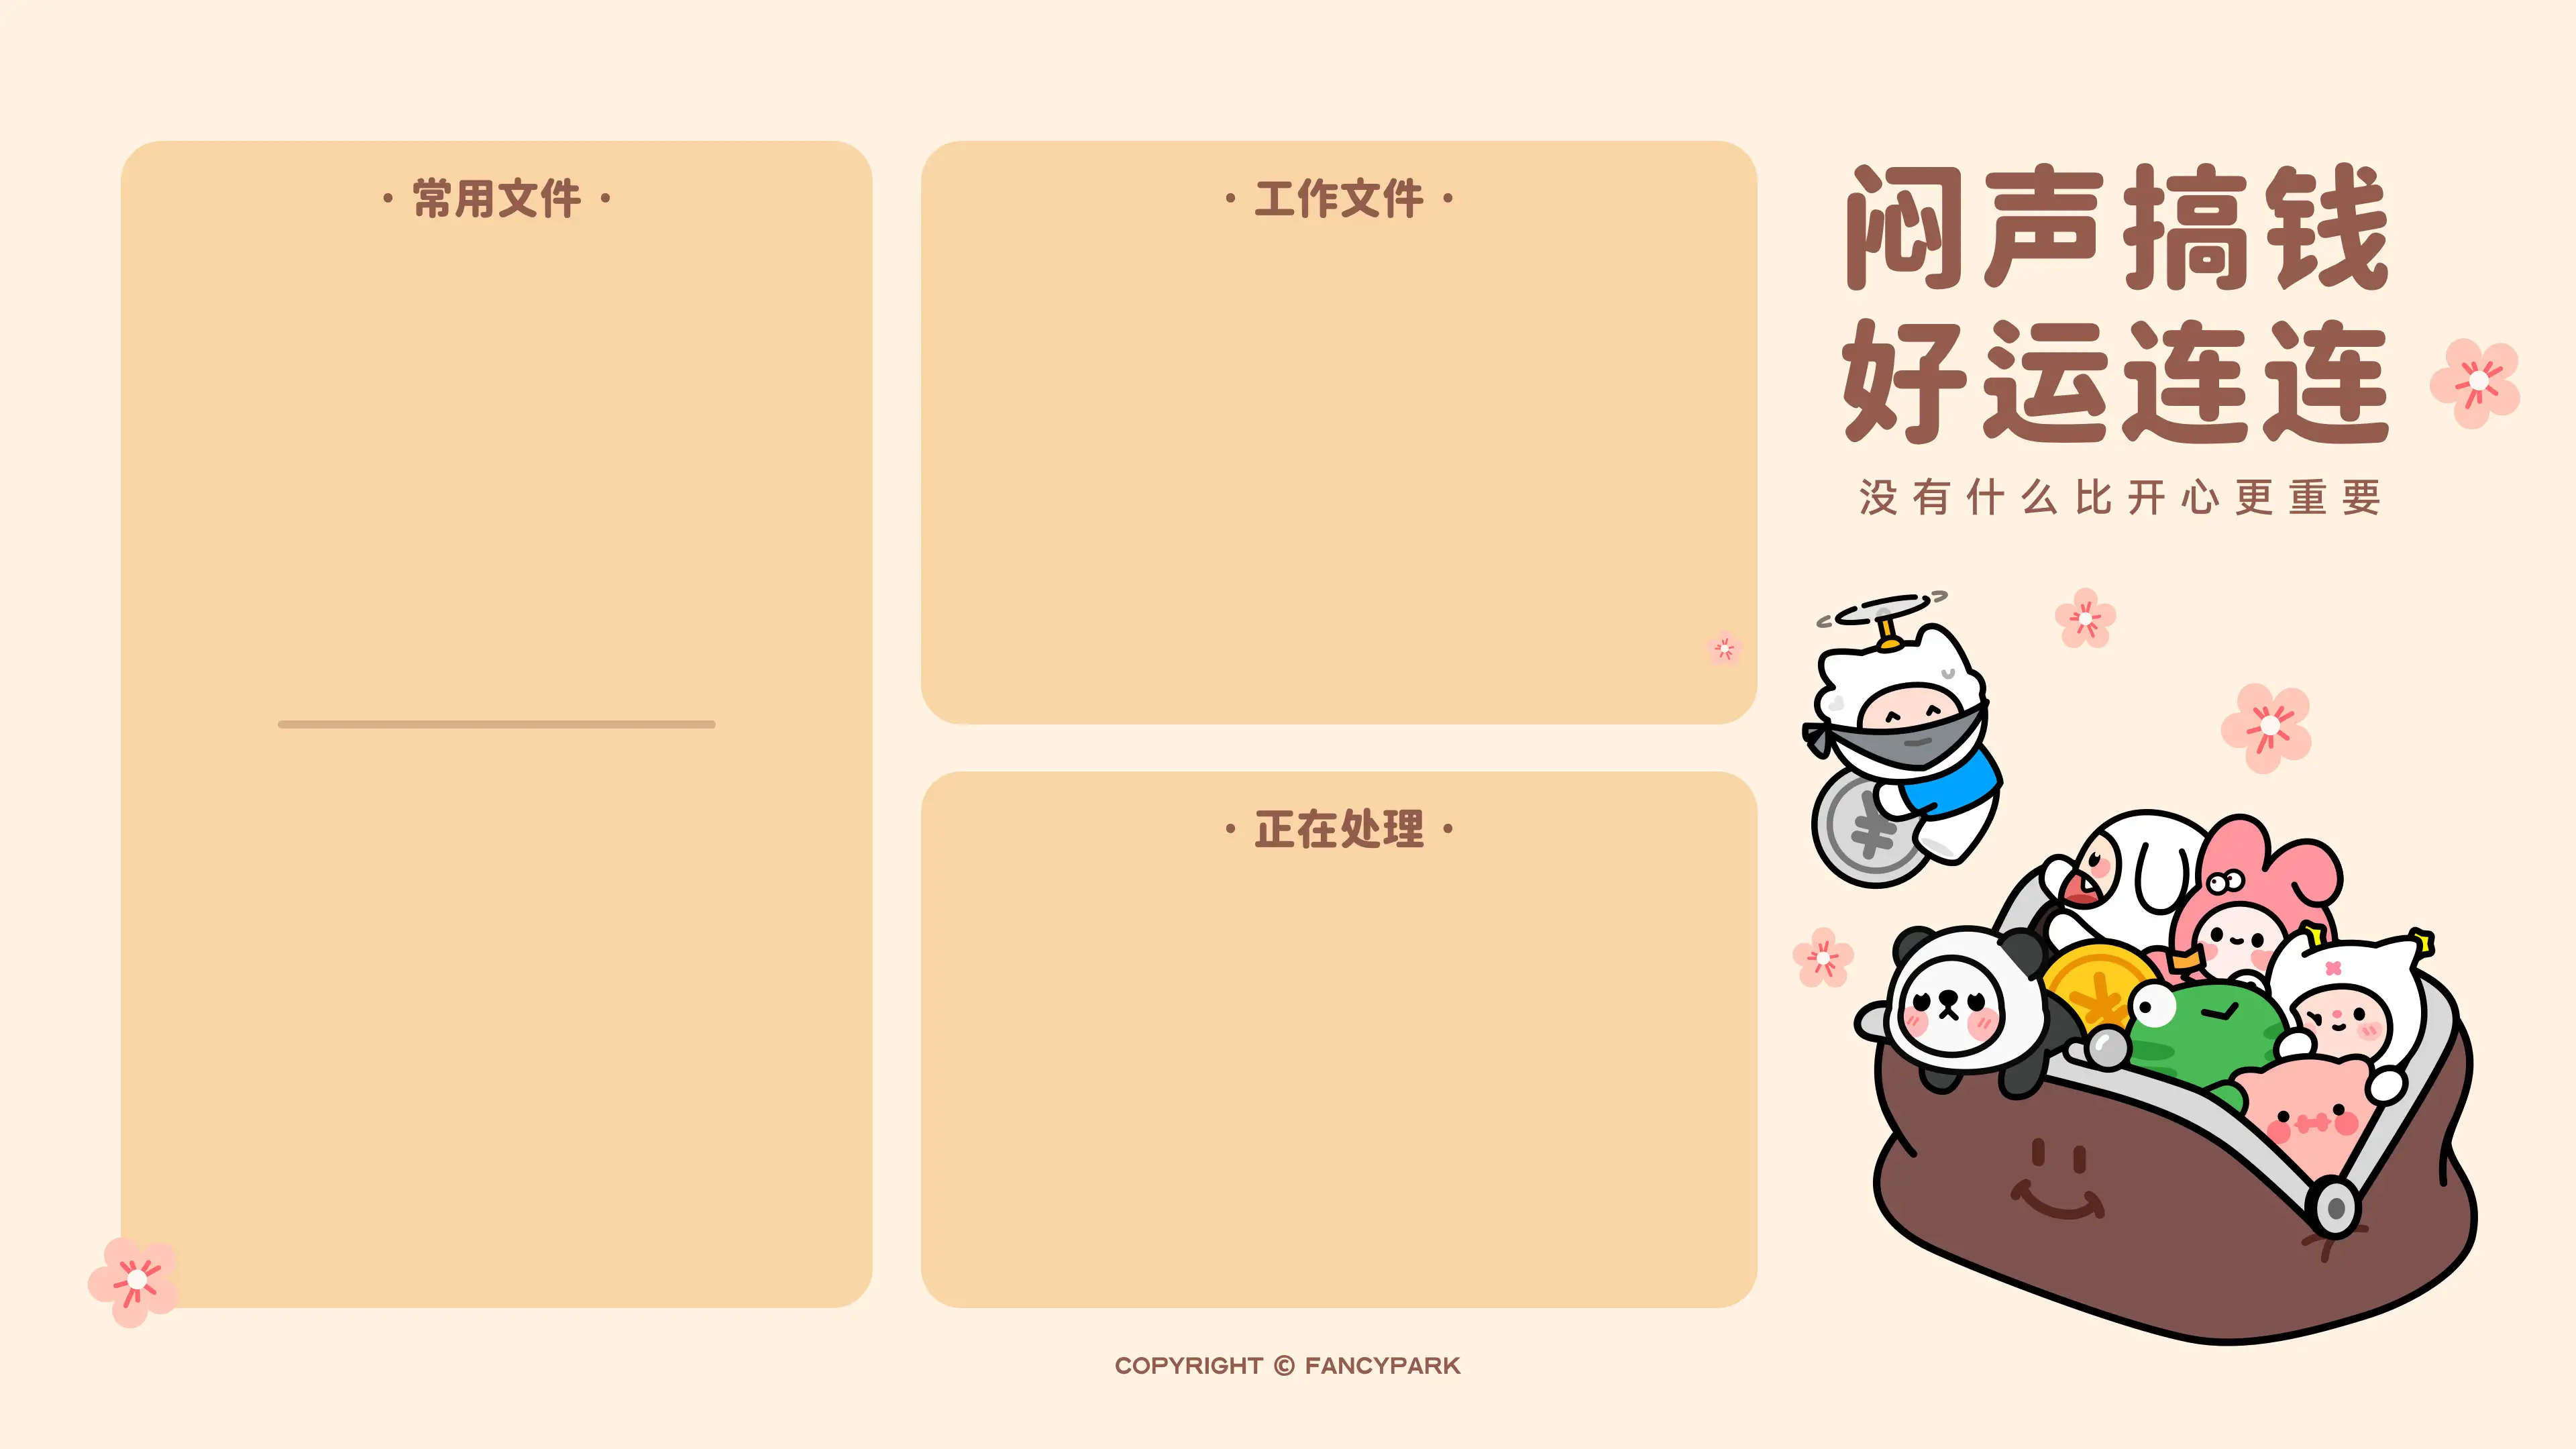 · 常用文件 ·
· 工作文件 ·
· 正在处理 ·
闷声搞钱
好运连连
没有什么比开心更重要
¥
COPYRIGHT © FANCYPARK